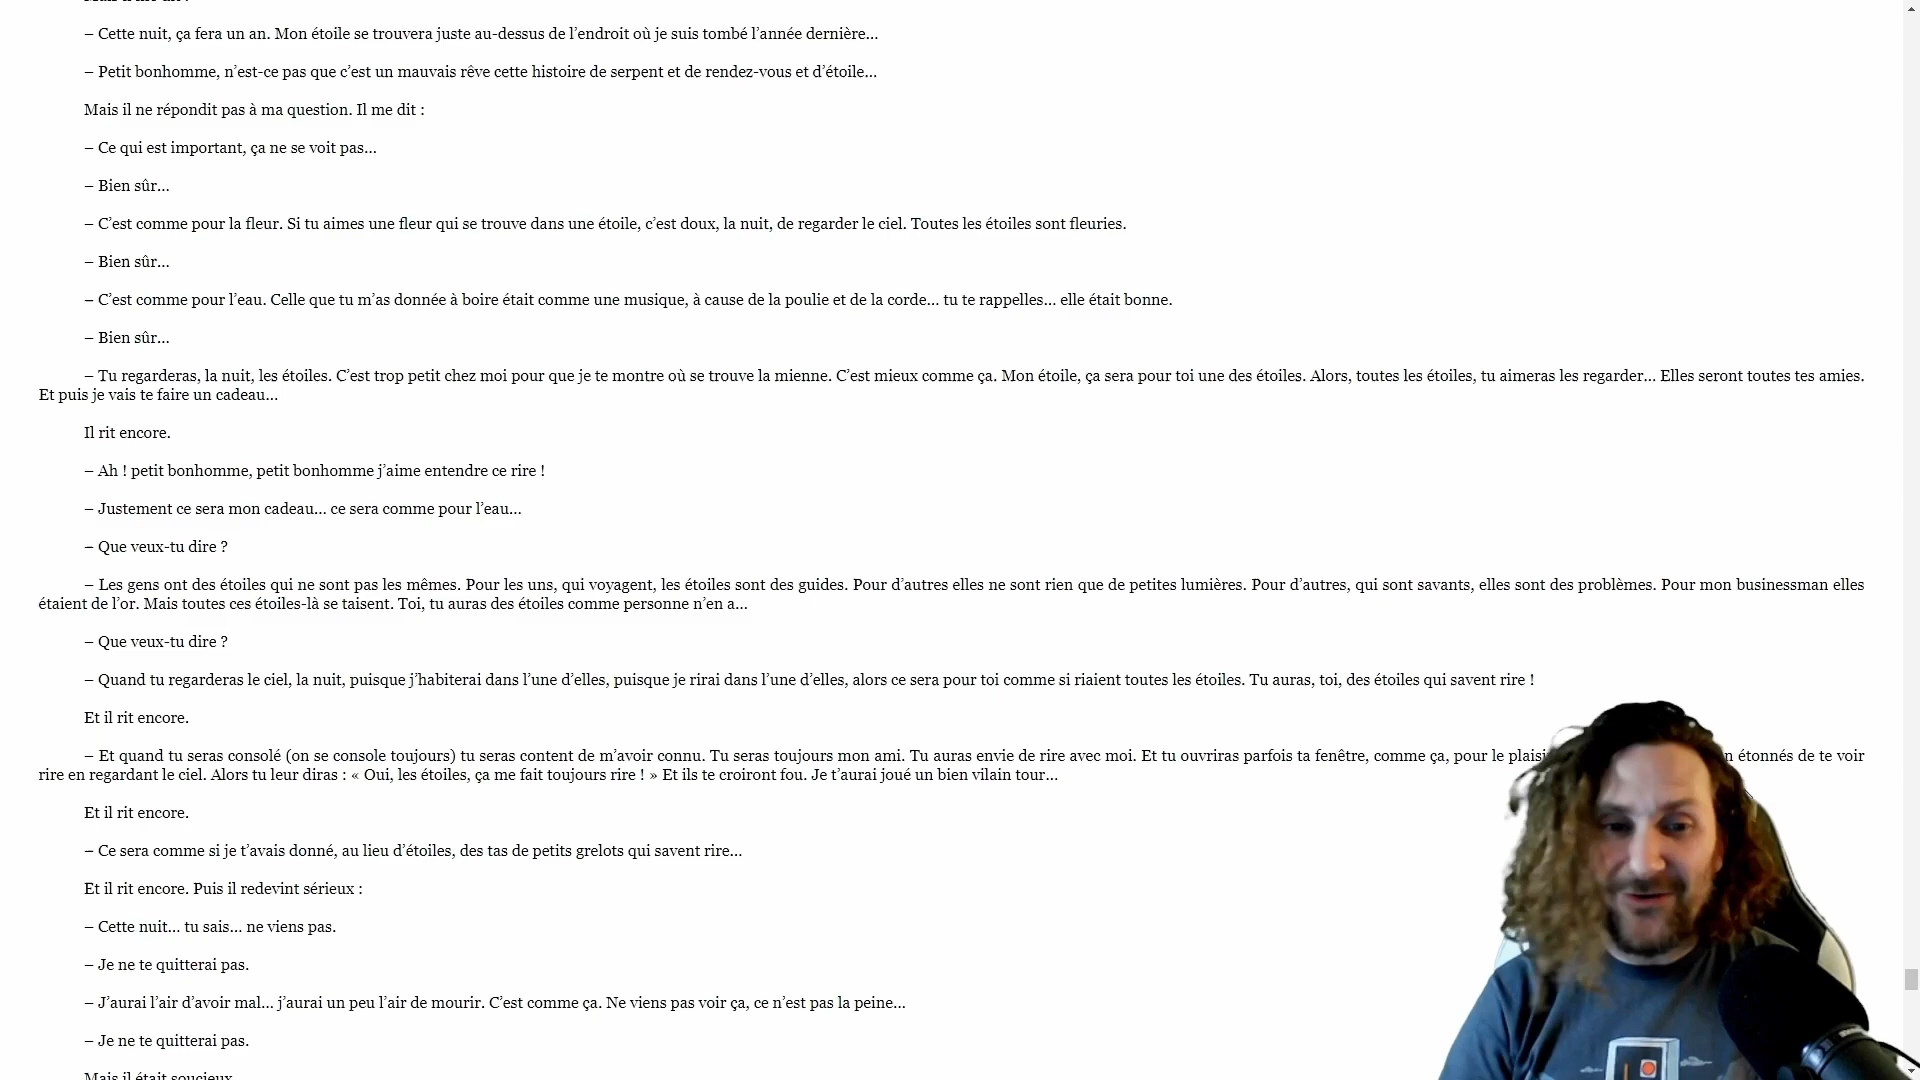 – Cette nuit, ça fera un an. Mon étoile se trouvera juste au-dessus de l’endroit où je suis tombé l’année dernière…
– Petit bonhomme, n’est-ce pas que c’est un mauvais rêve cette histoire de serpent et de rendez-vous et d’étoile…
Mais il ne répondit pas à ma question. Il me dit :
– Ce qui est important, ça ne se voit pas…
– Bien sûr…
– C’est comme pour la fleur. Si tu aimes une fleur qui se trouve dans une étoile, c’est doux, la nuit, de regarder le ciel. Toutes les étoiles sont fleuries.
– Bien sûr…
– C’est comme pour l’eau. Celle que tu m’as donnée à boire était comme une musique, à cause de la poulie et de la corde… tu te rappelles… elle était bonne.
– Bien sûr…
– Tu regarderas, la nuit, les étoiles. C’est trop petit chez moi pour que je te montre où se trouve la mienne. C’est mieux comme ça. Mon étoile, ça sera pour toi une des étoiles. Alors, toutes les étoiles, tu aimeras les regarder… Elles seront toutes tes amies.
Et puis je vais te faire un cadeau…
Il rit encore.
– Ah ! petit bonhomme, petit bonhomme j’aime entendre ce rire !
– Justement ce sera mon cadeau… ce sera comme pour l’eau…
– Que veux-tu dire ?
– Les gens ont des étoiles qui ne sont pas les mêmes. Pour les uns, qui voyagent, les étoiles sont des guides. Pour d’autres elles ne sont rien que de petites lumières. Pour d’autres, qui sont savants, elles sont des problèmes. Pour mon businessman elles
étaient de l’or. Mais toutes ces étoiles-là se taisent. Toi, tu auras des étoiles comme personne n’en a…
– Que veux-tu dire ?
– Quand tu regarderas le ciel, la nuit, puisque j’habiterai dans l’une d’elles, puisque je rirai dans l’une d’elles, alors ce sera pour toi comme si riaient toutes les étoiles. Tu auras, toi, des étoiles qui savent rire !
Et il rit encore.
– Et quand tu seras consolé (on se console toujours) tu seras content de m’avoir connu. Tu seras toujours mon ami. Tu auras envie de rire avec moi. Et tu ouvriras parfois ta fenêtre, comme ça, pour le étonnés de te voir
rire en regardant le ciel. Alors tu leur diras : « Oui, les étoiles, ça me fait toujours rire ! » Et ils te croiront fou. Je t’aurai joué un bien vilain tour…
Et il rit encore.
– Ce sera comme si je t’avais donné, au lieu d’étoiles, des tas de petits grelots qui savent rire…
Et il rit encore. Puis il redevint sérieux :
– Cette nuit… tu sais… ne viens pas.
– Je ne te quitterai pas.
– J’aurai l’air d’avoir mal… j’aurai un peu l’air de mourir. C’est comme ça. Ne viens pas voir ça, ce n’est pas la peine…
– Je ne te quitterai pas.
Mais il était soucieux